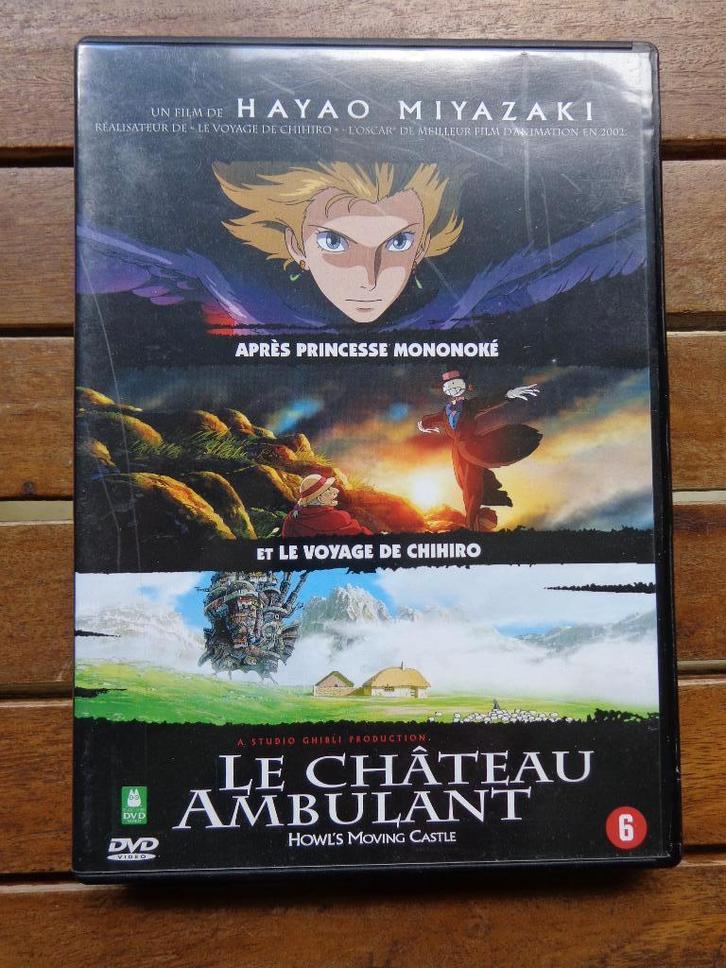 UN FILM DE HAYAO MIYAZAKI
RÉALISATEUR DE « LE VOYAGE DE CHIHIRO » - L'OSCAR® DE MEILLEUR FILM D'ANIMATION EN 2002.
APRÈS PRINCESSE MONONOKÉ
ET LE VOYAGE DE CHIHIRO
A STUDIO GHIBLI PRODUCTION.
LE CHÂTEAU
AMBULANT
HOWL'S MOVING CASTLE
DVD
DVD
VIDEO
6